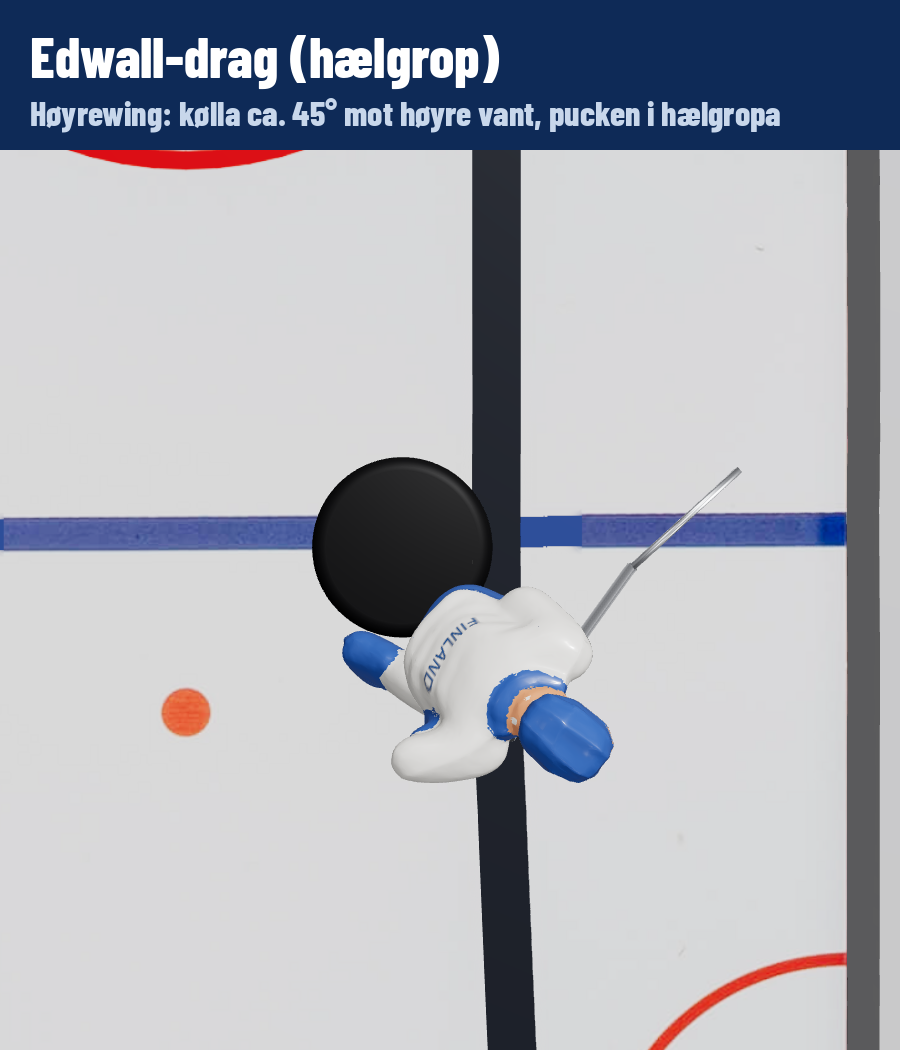 Edwall-drag (hælgrop)
Høyrewing: kølla ca. 45° mot høyre vant, pucken i hælgropa
FINLAND